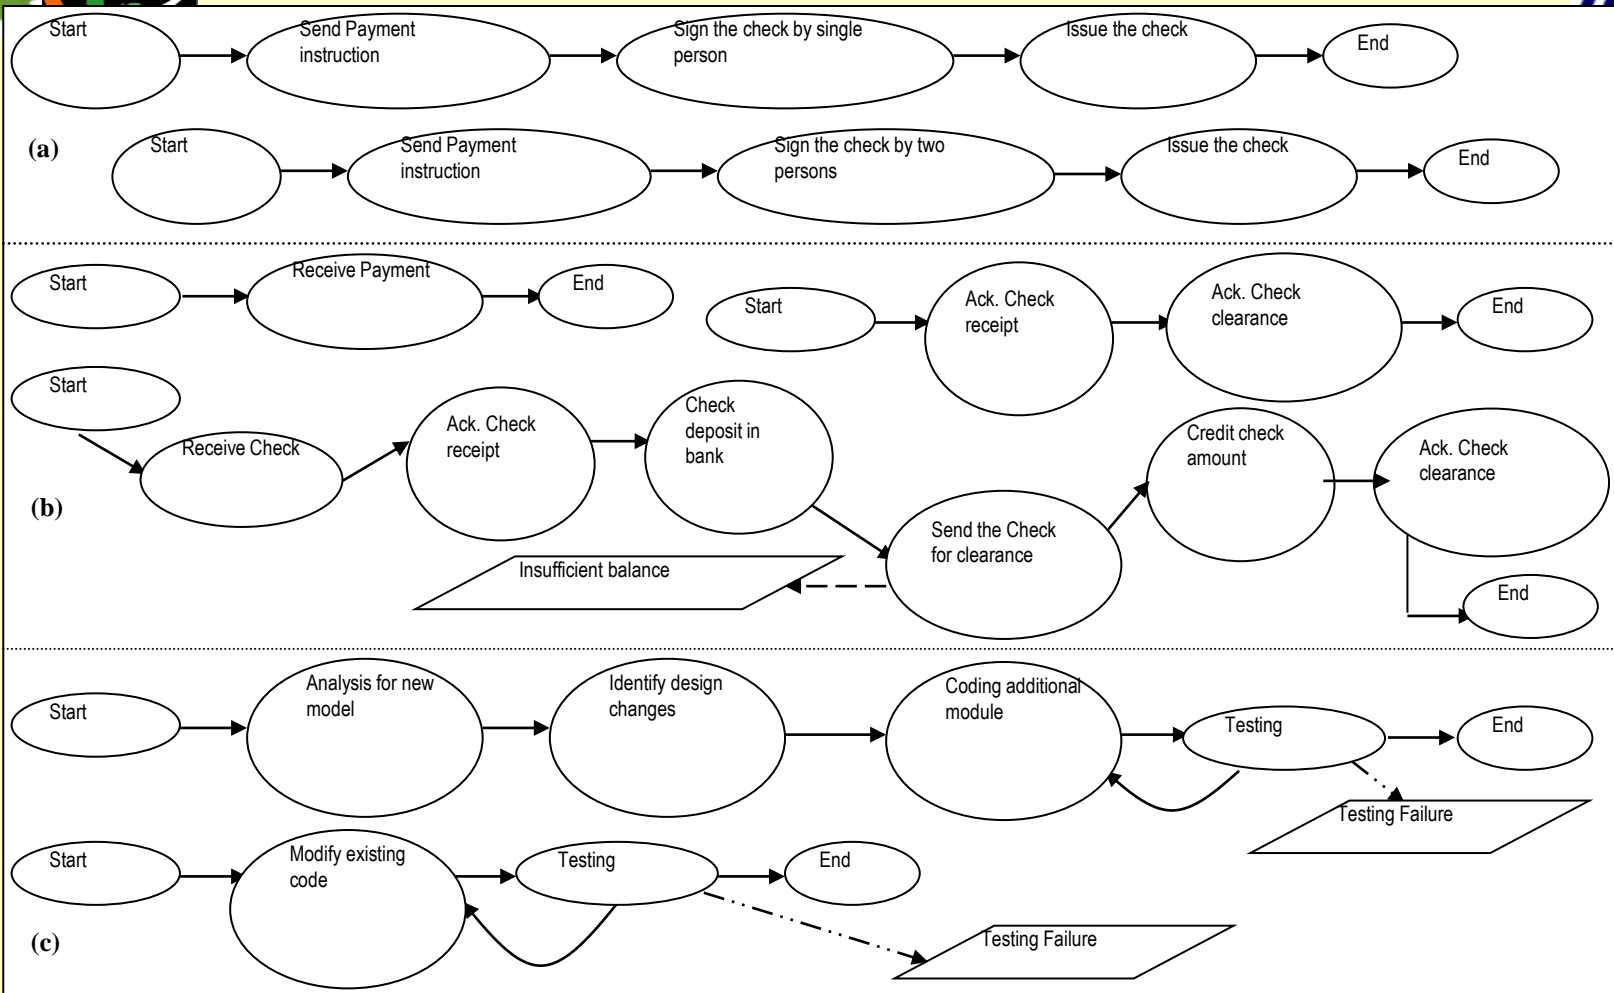 Start
Send Payment
instruction
Sign the check by single
person
Issue the check
End
(a)
Start
Send Payment
instruction
Sign the check by two
persons
Issue the check
End
Start
Receive Payment
End
Start
Ack. Check
receipt
Ack. Check
clearance
End
Start
Receive Check
Ack. Check
receipt
Check
deposit in
bank
Send the Check
for clearance
Credit check
amount
Ack. Check
clearance
(b)
Insufficient balance
End
Start
Analysis for new
model
Identify design
changes
Coding additional
module
Testing
End
Testing Failure
Start
Modify existing
code
Testing
End
(c)
Testing Failure